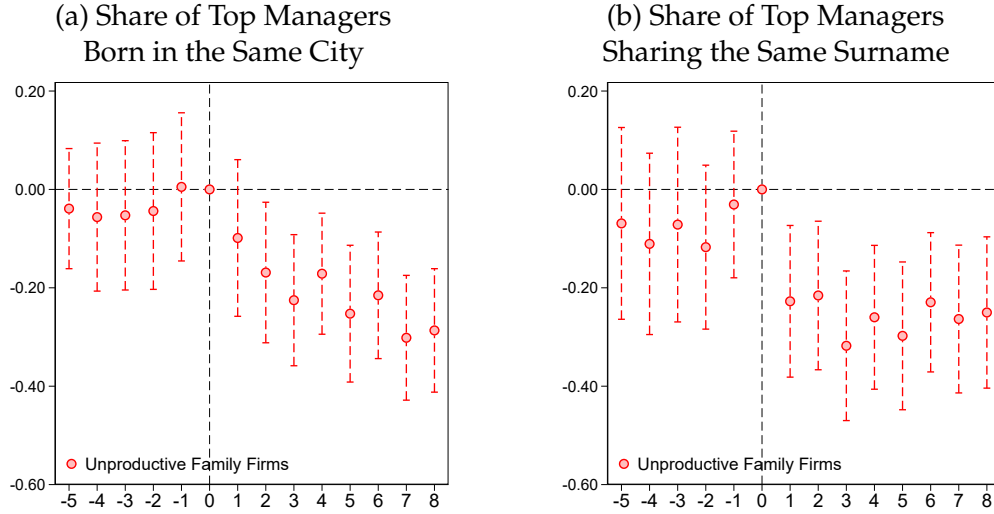 (a) Share of Top Managers
Born in the Same City
0.20
0.00
-0.20
-0.40
-0.60
Unproductive Family Firms
-5 -4 -3 -2 -1 0 1 2 3 4 5 6 7 8
(b) Share of Top Managers
Sharing the Same Surname
0.20
0.00
-0.20
-0.40
-0.60
Unproductive Family Firms
-5 -4 -3 -2 -1 0 1 2 3 4 5 6 7 8